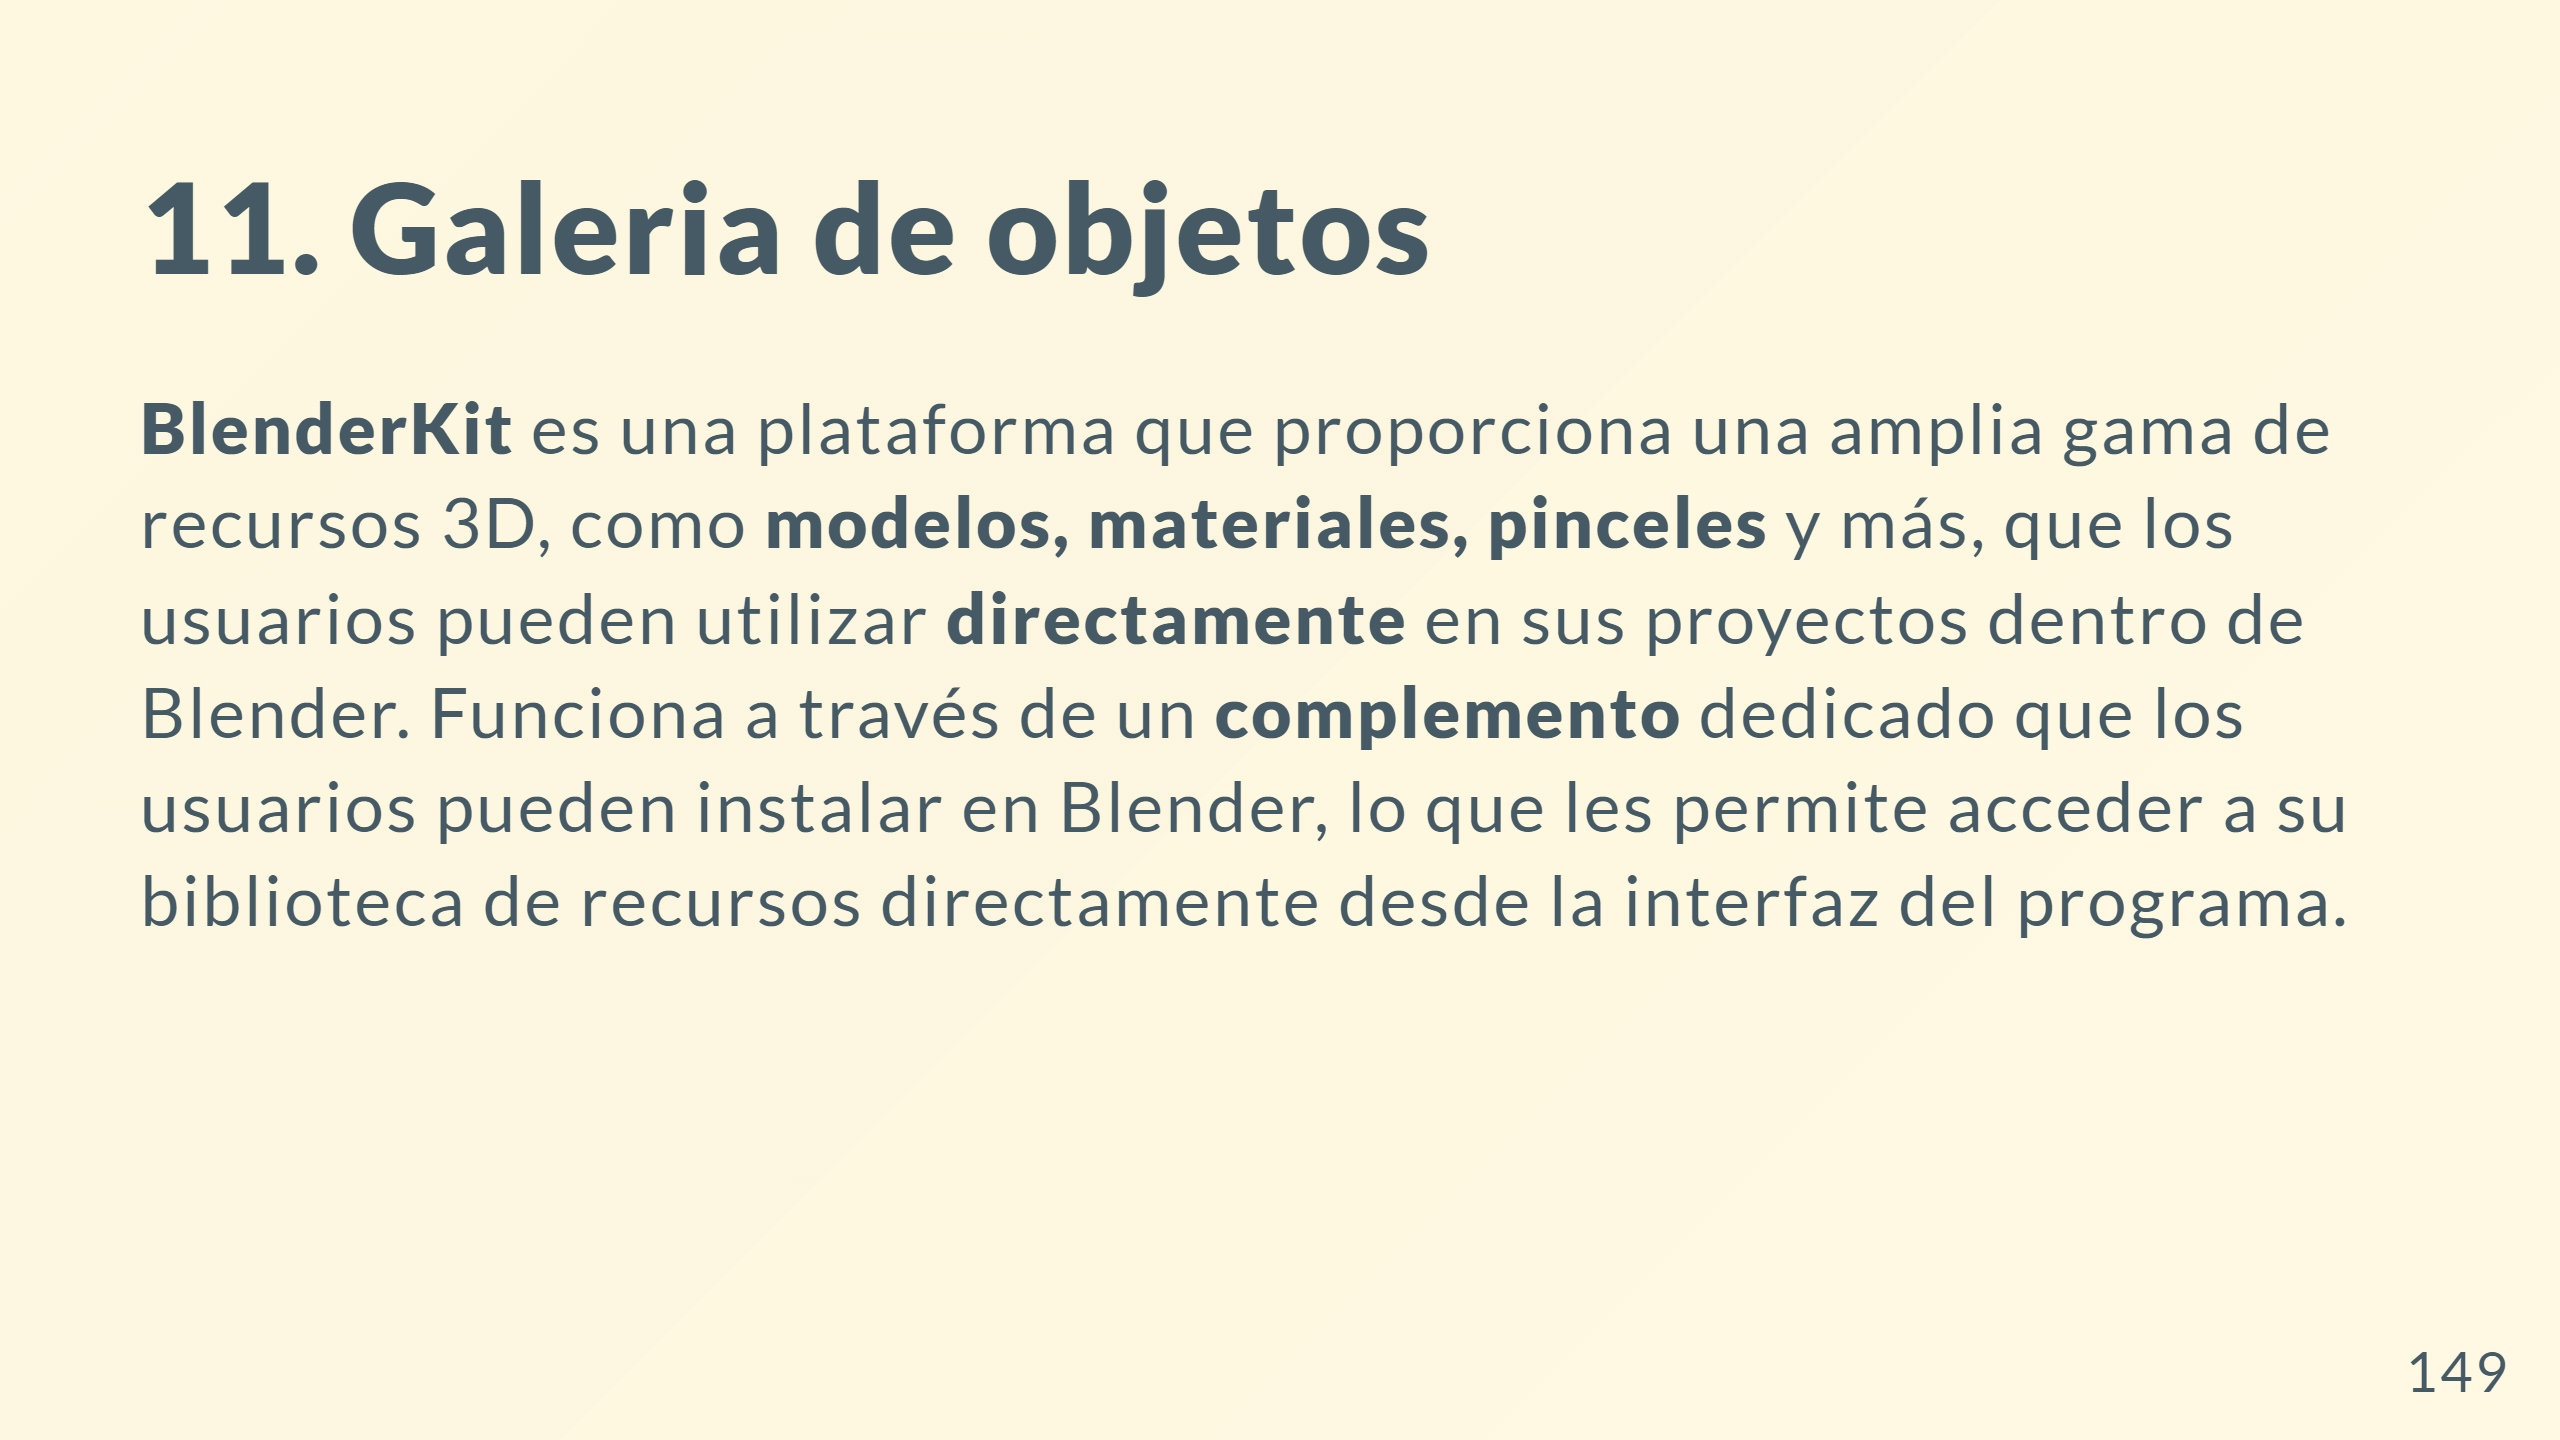 11. Galeria de objetos
BlenderKit es una plataforma que proporciona una amplia gama de
recursos 3D, como modelos, materiales, pinceles y más, que los
usuarios pueden utilizar directamente en sus proyectos dentro de
Blender. Funciona a través de un complemento dedicado que los
usuarios pueden instalar en Blender, lo que les permite acceder a su
biblioteca de recursos directamente desde la interfaz del programa.
149